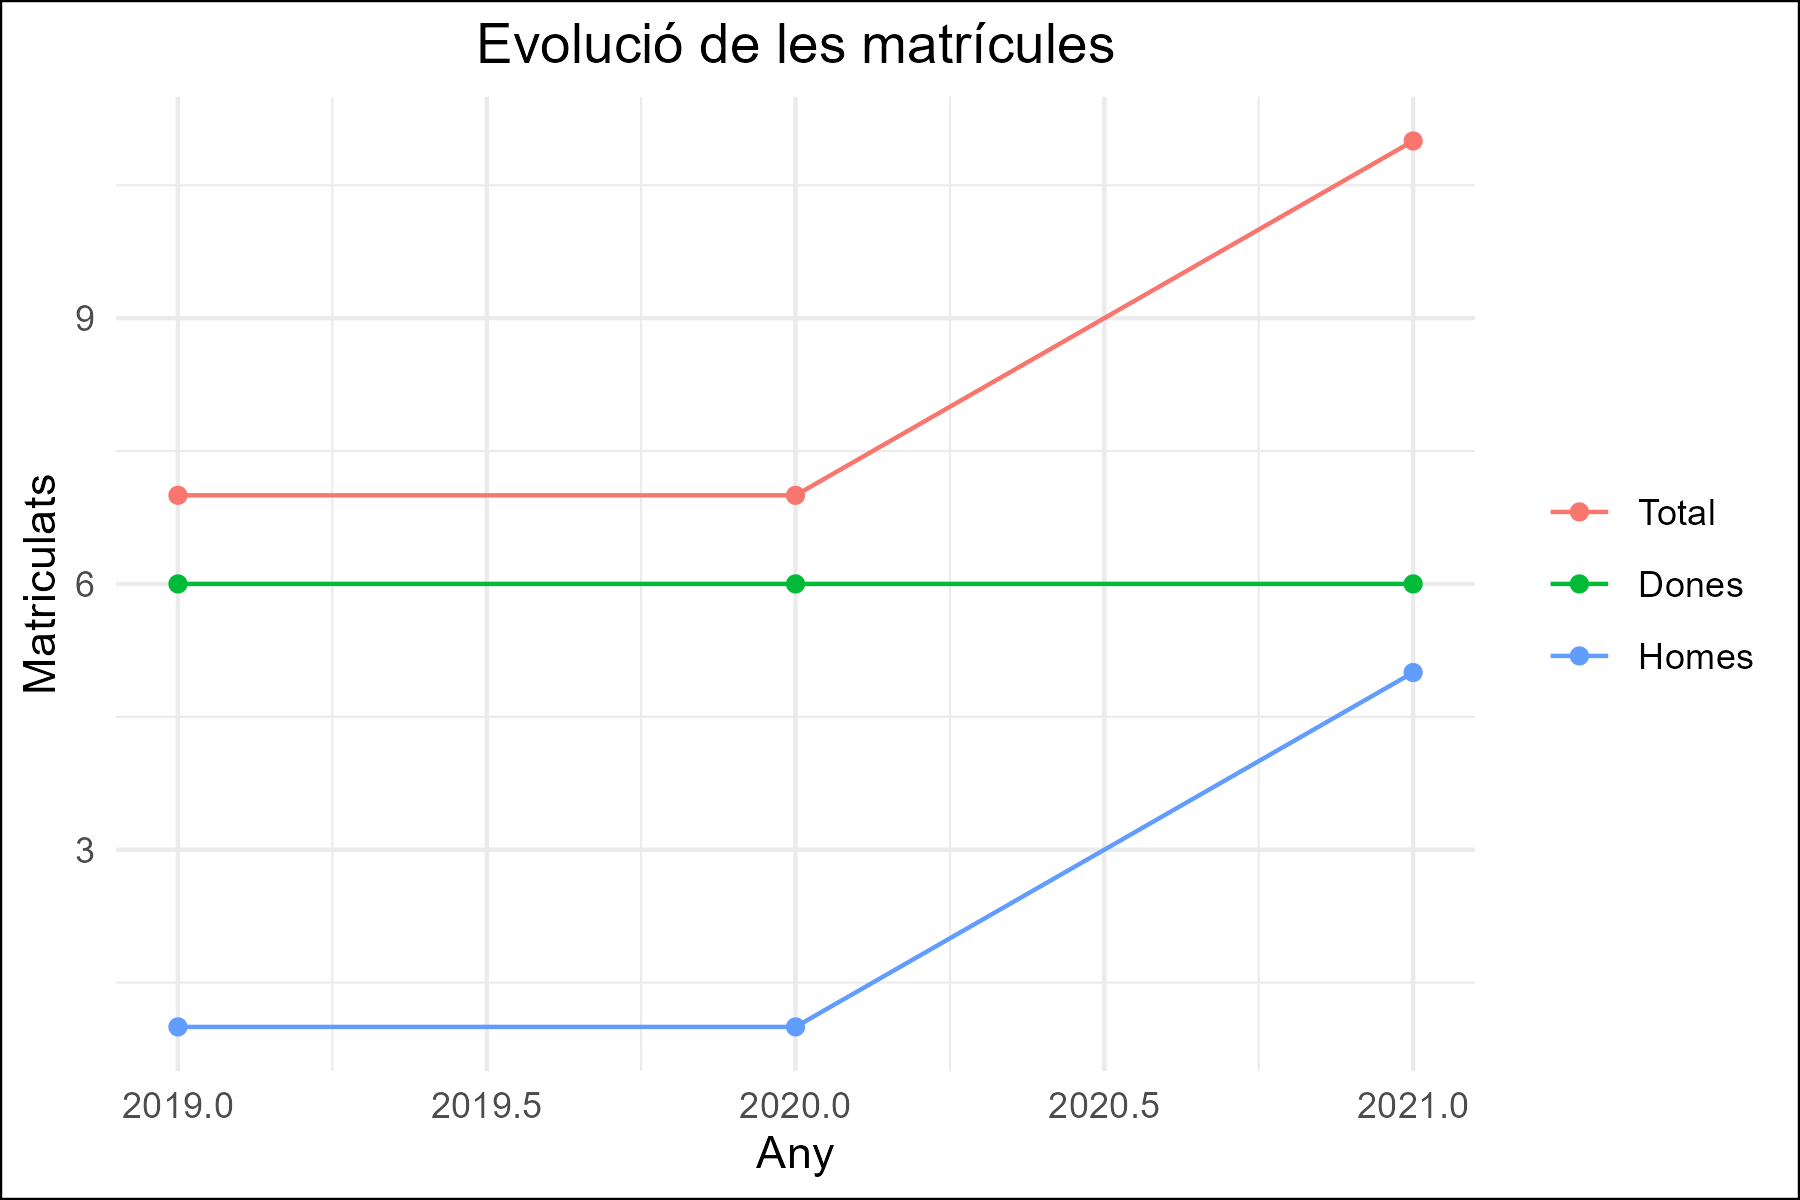 Evolució de les matrícules
Matriculats
9
6
3
2019.0
2019.5
2020.0
2020.5
2021.0
Any
Total
Dones
Homes